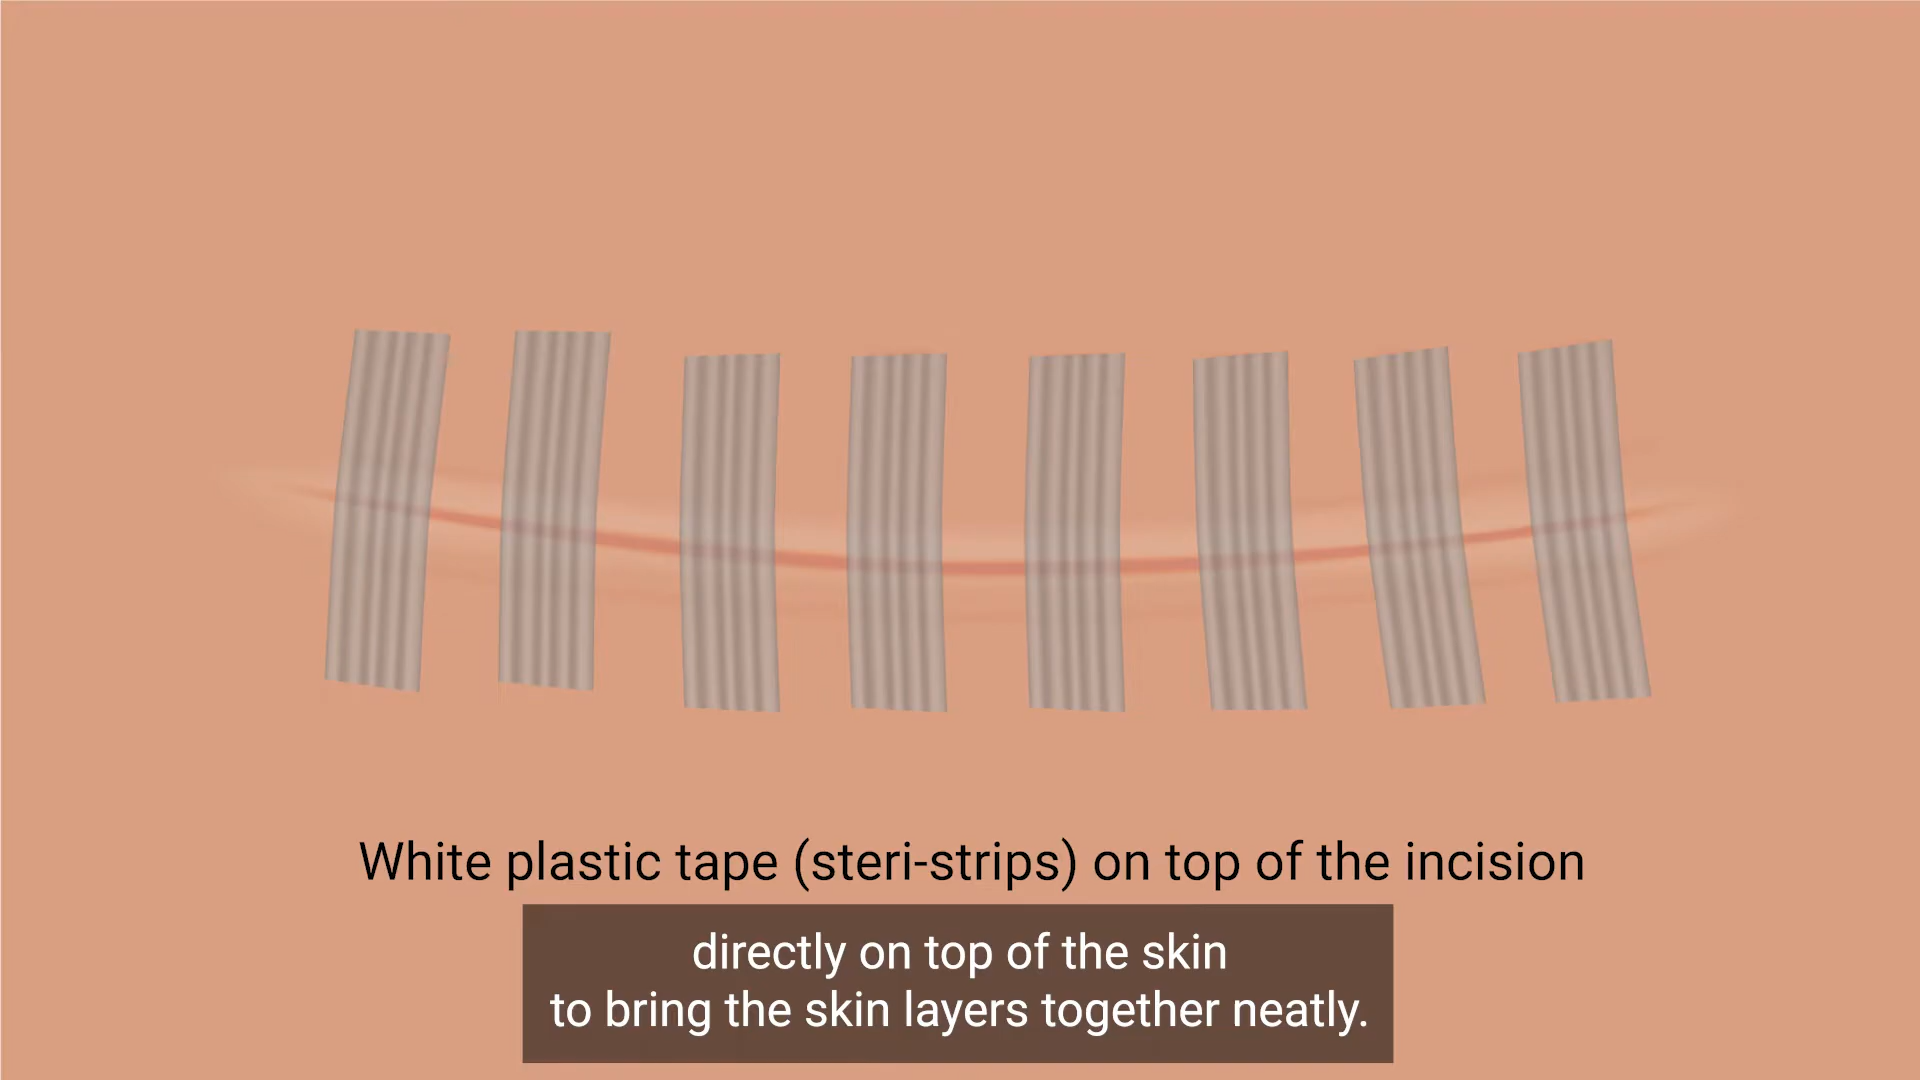 White plastic tape (steri-strips) on top of the incision
directly on top of the skin
to bring the skin layers together neatly.